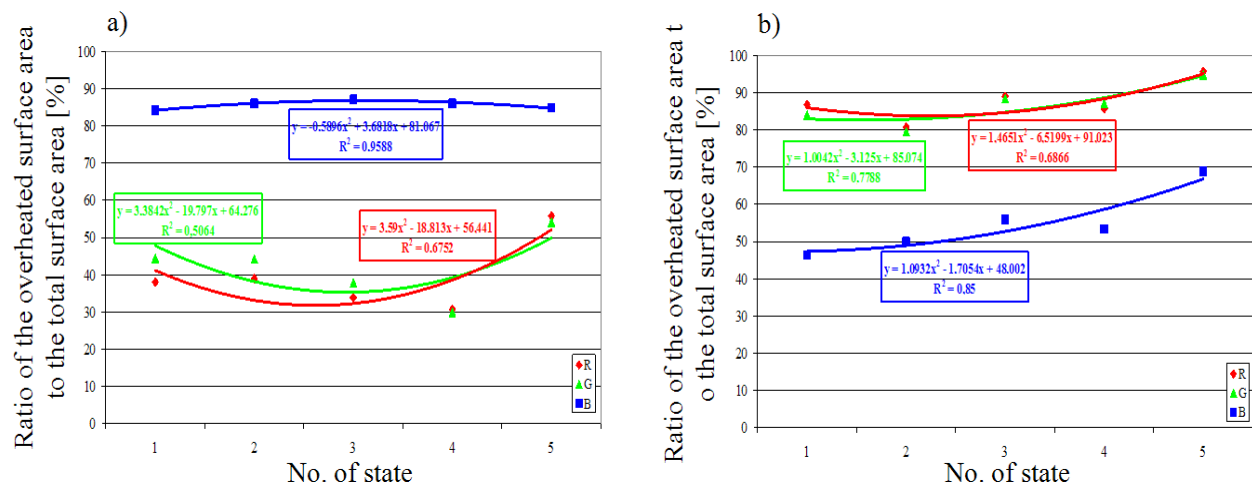 a)
Ratio of the overheated surface area
to the total surface area [%]
100
90
80
70
60
50
40
30
20
10
0
y = -0.5896x² + 3.6818x + 81.067
R² = 0.9588
y = 3.3842x² - 19.797x + 64.276
R² = 0,5064
y = 3.59x² - 18.813x + 56.441
R² = 0.6752
R
G
B
1 2 3 4 5
No. of state
b)
Ratio of the overheated surface area t
o the total surface area [%]
100
90
80
70
60
50
40
30
20
10
0
y = 1.4651x² - 6.5199x + 91.023
R² = 0.6866
y = 1.0042x² - 3.125x + 85.074
R² = 0.7788
y = 1.0932x² - 1.7054x + 48.002
R² = 0.85
R
G
B
1 2 3 4 5
No. of state